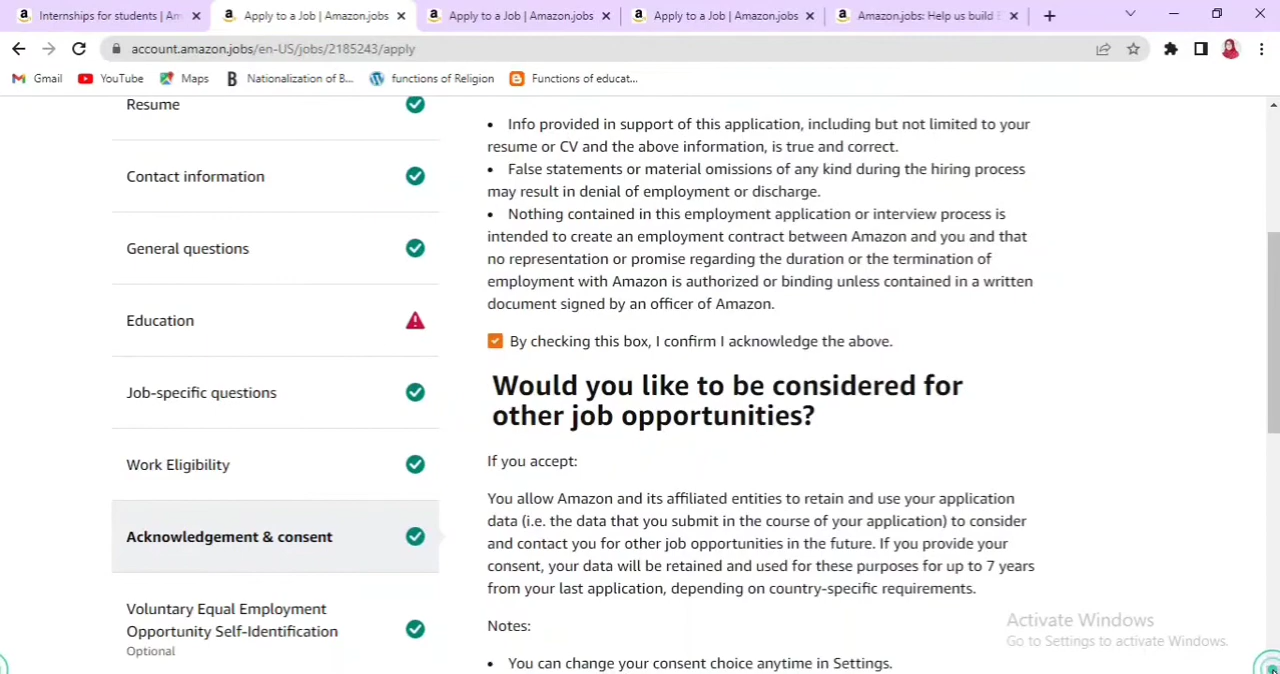 Internships for students | Am
Apply to a Job | Amazon.jobs
Apply to a Job | Amazon.jobs
Apply to a Job | Amazon.jobs
Amazon.jobs: Help us build E
account.amazon.jobs/en-US/jobs/2185243/apply
Gmail
YouTube
Maps
Nationalization of B...
functions of Religion
Functions of educat...
Resume
Contact information
General questions
Education
Job-specific questions
Work Eligibility
Acknowledgement & consent
Voluntary Equal Employment
Opportunity Self-Identification
Optional
• Info provided in support of this application, including but not limited to your
resume or CV and the above information, is true and correct.
• False statements or material omissions of any kind during the hiring process
may result in denial of employment or discharge.
• Nothing contained in this employment application or interview process is
intended to create an employment contract between Amazon and you and that
no representation or promise regarding the duration or the termination of
employment with Amazon is authorized or binding unless contained in a written
document signed by an officer of Amazon.
By checking this box, I confirm I acknowledge the above.
Would you like to be considered for
other job opportunities?
If you accept:
You allow Amazon and its affiliated entities to retain and use your application
data (i.e. the data that you submit in the course of your application) to consider
and contact you for other job opportunities in the future. If you provide your
consent, your data will be retained and used for these purposes for up to 7 years
from your last application, depending on country-specific requirements.
Notes:
• You can change your consent choice anytime in Settings.
Activate Windows
Go to Settings to activate Windows.